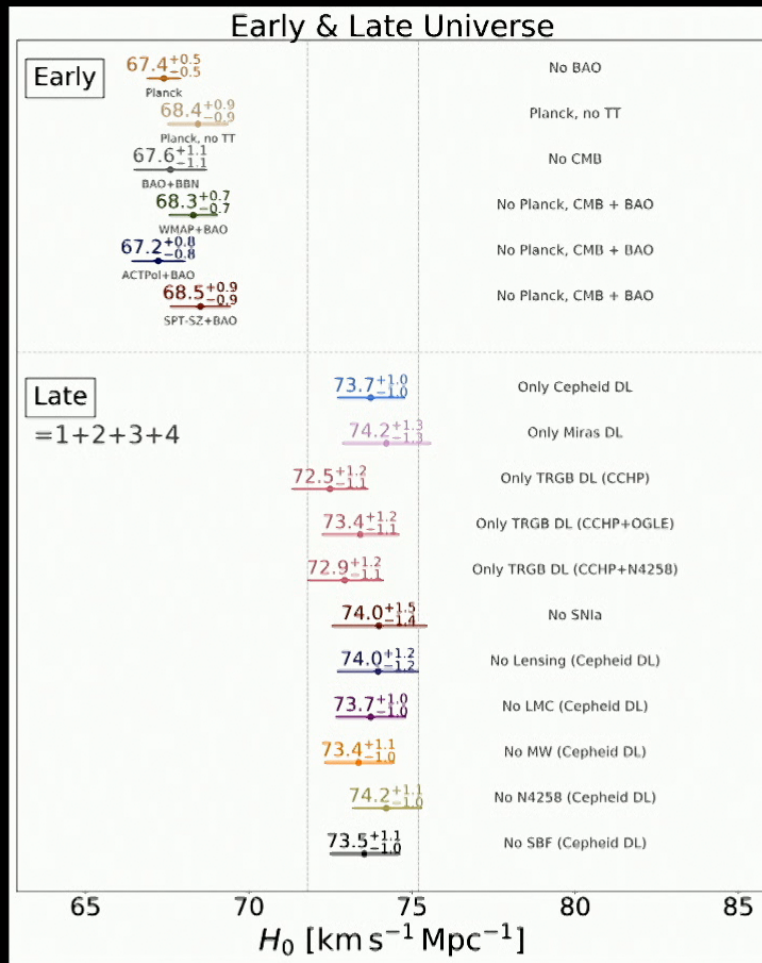 Early & Late Universe
Early
67.4+0.5−0.5
Planck
No BAO
68.4+0.9−0.9
Planck, no TT
Planck, no TT
67.6+1.1−1.1
BAO+BBN
No CMB
68.3+0.7−0.7
WMAP+BAO
No Planck, CMB + BAO
67.2+0.8−0.8
ACTPol+BAO
No Planck, CMB + BAO
68.5+0.9−0.9
SPT-SZ+BAO
No Planck, CMB + BAO
Late
=1+2+3+4
73.7+1.0−1.0
Only Cepheid DL
74.2+1.3−1.3
Only Miras DL
72.5+1.2−1.1
Only TRGB DL (CCHP)
73.4+1.2−1.1
Only TRGB DL (CCHP+OGLE)
72.9+1.2−1.1
Only TRGB DL (CCHP+N4258)
74.0+1.5−1.4
No SNIa
74.0+1.2−1.2
No Lensing (Cepheid DL)
73.7+1.0−1.0
No LMC (Cepheid DL)
73.4+1.1−1.0
No MW (Cepheid DL)
74.2+1.1−1.0
No N4258 (Cepheid DL)
73.5+1.1−1.0
No SBF (Cepheid DL)
65 70 75 80 85
H₀ [km s⁻¹ Mpc⁻¹]